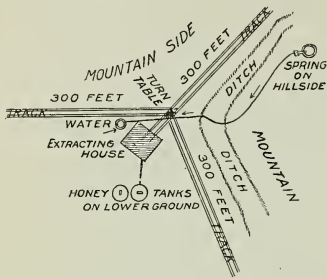 MOUNTAIN SIDE
300 FEET
TRACK
TURN
TABLE
300 FEET
TRACK
DITCH
SPRING
ON
HILLSIDE
WATER
EXTRACTING
HOUSE
HONEY TANKS
ON LOWER GROUND
300 FEET
TRACK
DITCH
MOUNTAIN